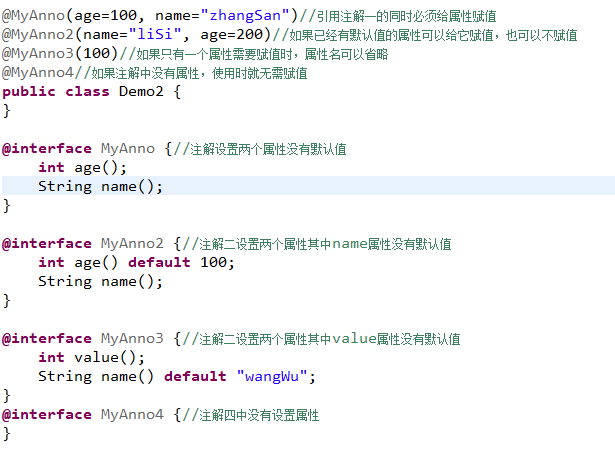 @MyAnno(age=100, name="zhangSan")//引用注解一的同时必须给属性赋值
@MyAnno2(name="liSi", age=200)//如果已经有默认值的属性可以给它赋值，也可以不赋值
@MyAnno3(100)//如果只有一个属性需要赋值时，属性名可以省略
@MyAnno4//如果注解中没有属性，使用时就无需赋值
public class Demo2 {
}
@interface MyAnno {//注解设置两个属性没有默认值
int age();
String name();
}
@interface MyAnno2 {//注解二设置两个属性其中name属性没有默认值
int age() default 100;
String name();
}
@interface MyAnno3 {//注解二设置两个属性其中value属性没有默认值
int value();
String name() default "wangWu";
}
@interface MyAnno4 {//注解四中没有设置属性
}